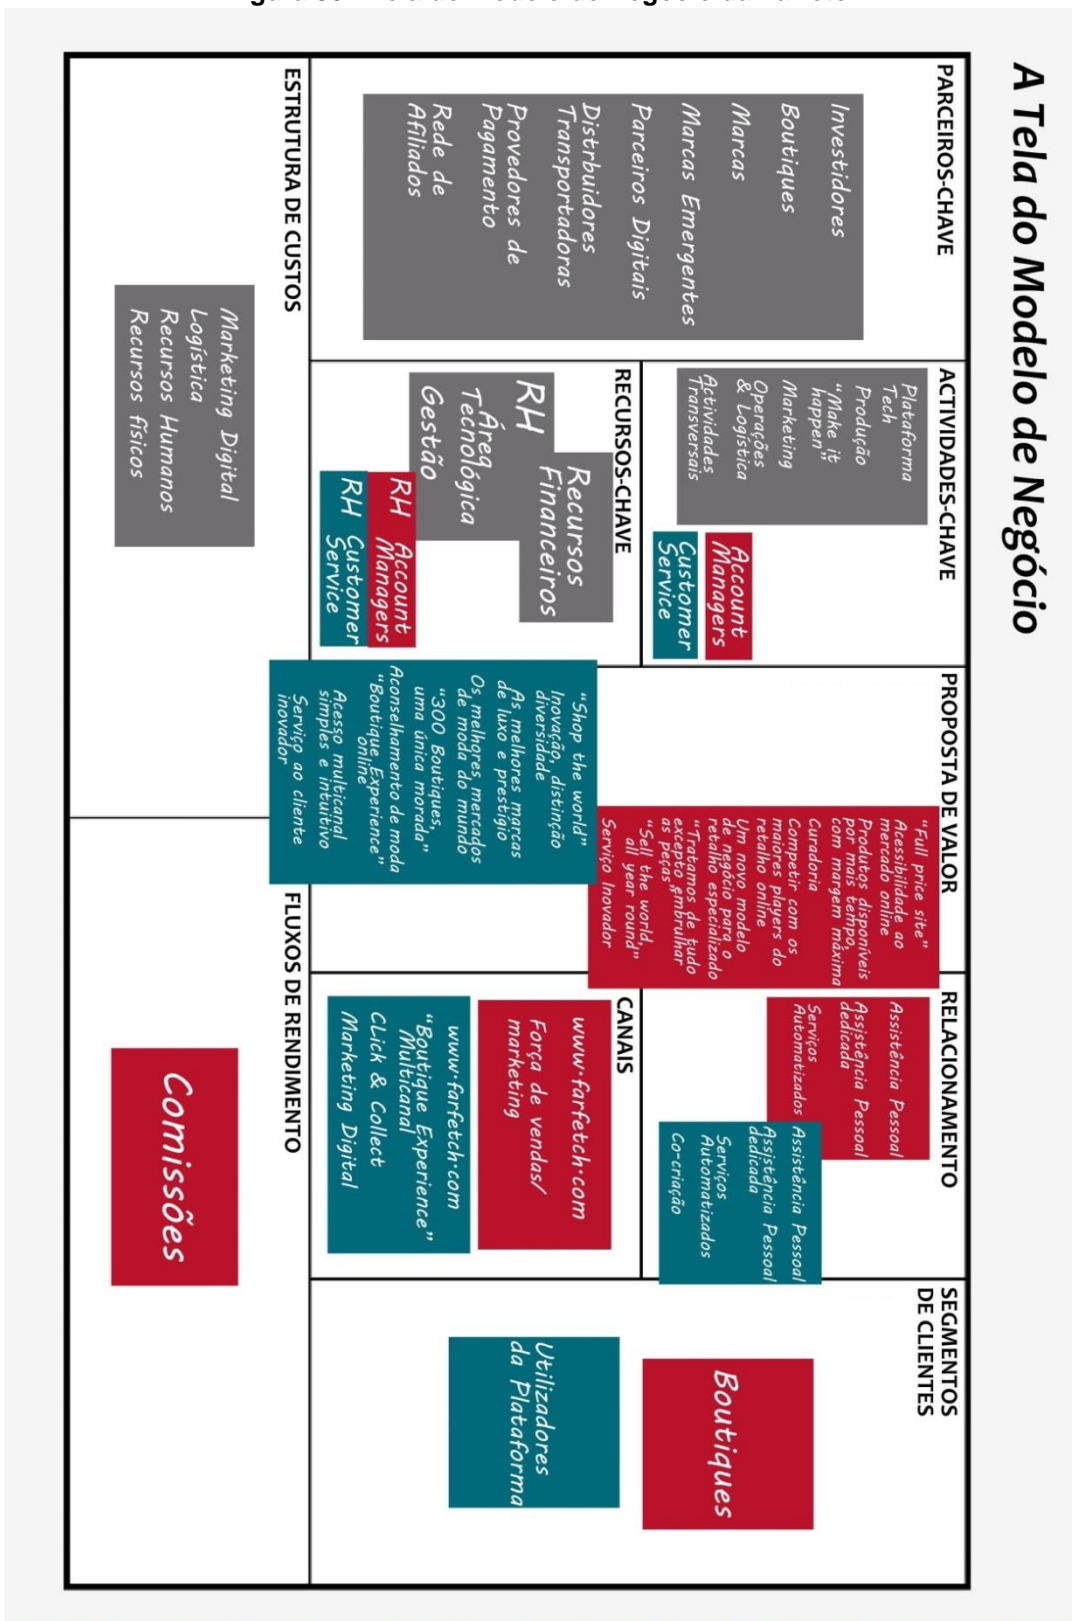 A Tela do Modelo de Negócio
PARCEIROS-CHAVE
Investidores
Boutiques
Marcas
Marcas Emergentes
Parceiros Digitais
Distrbuidores
Transportadoras
Provedores de
Pagamento
Rede de
Afiliados
ACTIVIDADES-CHAVE
Plataforma
Tech
Produção
"Make it
happen"
Marketing
Operações
& Logística
Actividades
Transversais
Account
Managers
Customer
Service
RECURSOS-CHAVE
Recursos
Financeiros
RH
Área
Tecnológica
Gestão
RH Account
Managers
RH Customer
Service
PROPOSTA DE VALOR
"Full price site"
Acessibilidade ao
mercado online
Produtos disponíveis
por mais tempo,
com margem máxima
Curadoria
Competir com os
maiores players do
retalho online
Um novo modelo
de negócio para o
retalho especializado
"Tratamos de tudo
excepto embrulhar
as peças"
"Sell the world,
all year round"
Serviço Inovador
"Shop the world"
Inovação, distinção
diversidade
As melhores marcas
de luxo e prestígio
Os melhores mercados
de moda do mundo
"300 Boutiques,
uma única morada"
Aconselhamento de moda
"Boutique Experience"
online
Acesso multicanal
simples e intuitivo
Serviço ao cliente
inovador
RELACIONAMENTO
Assistência Pessoal
Assistência Pessoal
dedicada
Serviços
Automatizados
Assistência Pessoal
Assistência Pessoal
dedicada
Serviços
Automatizados
Co-criação
CANAIS
www.farfetch.com
Força de vendas/
marketing
www.farfetch.com
"Boutique Experience"
Multicanal
CLick & Collect
Marketing Digital
SEGMENTOS
DE CLIENTES
Boutiques
Utilizadores
da Plataforma
ESTRUTURA DE CUSTOS
Marketing Digital
Logística
Recursos Humanos
Recursos físicos
FLUXOS DE RENDIMENTO
Comissões